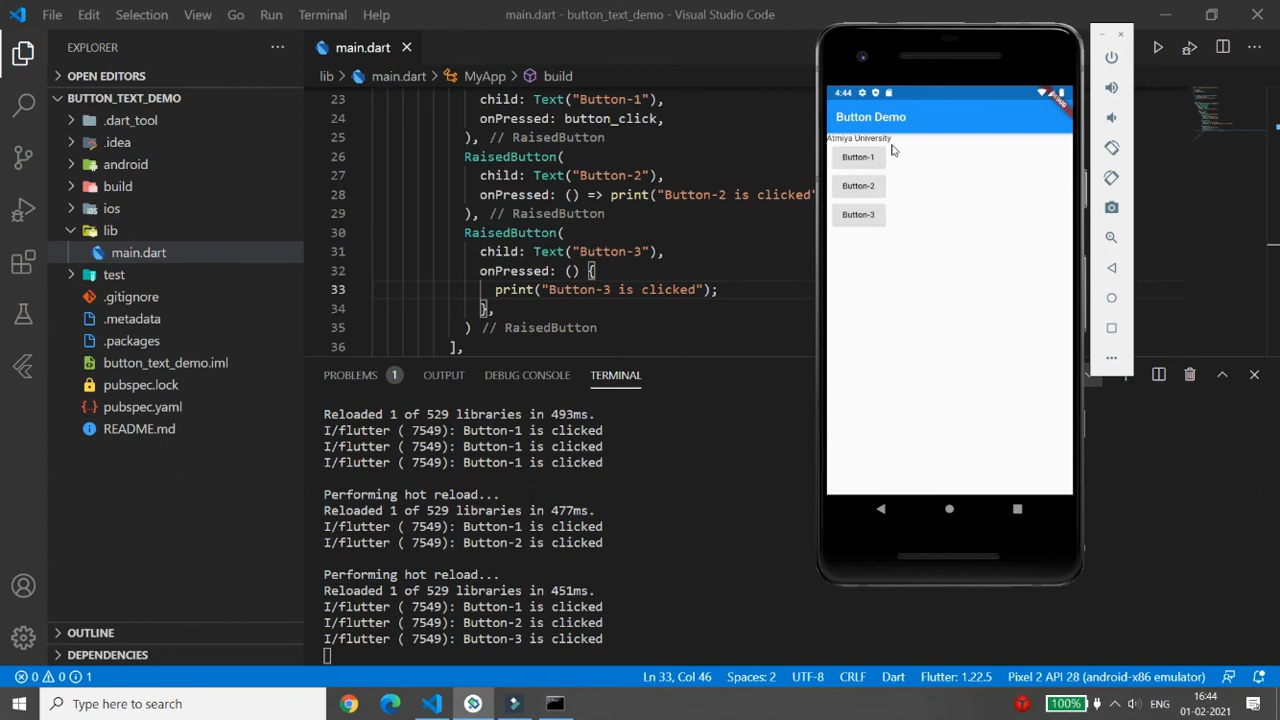 File Edit Selection View Go Run Terminal Help
main.dart - button_text_demo - Visual Studio Code
EXPLORER
OPEN EDITORS
BUTTON_TEXT_DEMO
.dart_tool
.idea
android
build
ios
lib
main.dart
test
.gitignore
.metadata
.packages
button_text_demo.iml
pubspec.lock
pubspec.yaml
README.md
OUTLINE
DEPENDENCIES
main.dart
lib > main.dart > MyApp > build
23 child: Text("Button-1"),
24 onPressed: button_click,
25 ), // RaisedButton
26 RaisedButton(
27 child: Text("Button-2"),
28 onPressed: () => print("Button-2 is clicked"
29 ), // RaisedButton
30 RaisedButton(
31 child: Text("Button-3"),
32 onPressed: () {
33 print("Button-3 is clicked");
34 },
35 ) // RaisedButton
36 ],
PROBLEMS 1 OUTPUT DEBUG CONSOLE TERMINAL
Reloaded 1 of 529 libraries in 493ms.
I/flutter ( 7549): Button-1 is clicked
I/flutter ( 7549): Button-1 is clicked
I/flutter ( 7549): Button-1 is clicked
Performing hot reload...
Reloaded 1 of 529 libraries in 477ms.
I/flutter ( 7549): Button-1 is clicked
I/flutter ( 7549): Button-2 is clicked
Performing hot reload...
Reloaded 1 of 529 libraries in 451ms.
I/flutter ( 7549): Button-1 is clicked
I/flutter ( 7549): Button-2 is clicked
I/flutter ( 7549): Button-3 is clicked
4:44
DEBUG
Button Demo
Atmiya University
Button-1
Button-2
Button-3
0 0 1
Ln 33, Col 46 Spaces: 2 UTF-8 CRLF Dart Flutter: 1.22.5 Pixel 2 API 28 (android-x86 emulator)
Type here to search
100%
16:44
01-02-2021